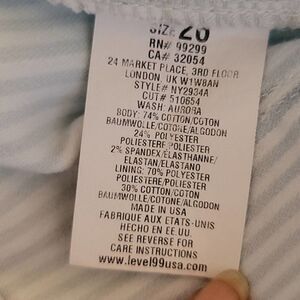 SIZE 26
RN# 99299
CA# 32054
24 MARKET PLACE, 3RD FLOOR
LONDON, UK W1W8AN
STYLE# NY2934A
CUT# 510654
WASH: AURORA
BODY: 74% COTTON/
BAUMWOLLE/COTONE/ALGODON
24% POLYESTER
POLIESTERE/POLIESTER
2% SPANDEX/ELASTHANNE/
ELASTAN/ELASTANO
LINING: 70% POLYESTER
POLIESTERE/POLIESTER
30% COTTON/COTON
BAUMWOLLE/COTONE/ALGODON
MADE IN USA
FABRIQUE AUX ETATS-UNIS
HECHO EN EE UU.
SEE REVERSE FOR
CARE INSTRUCTIONS
www.level99usa.com